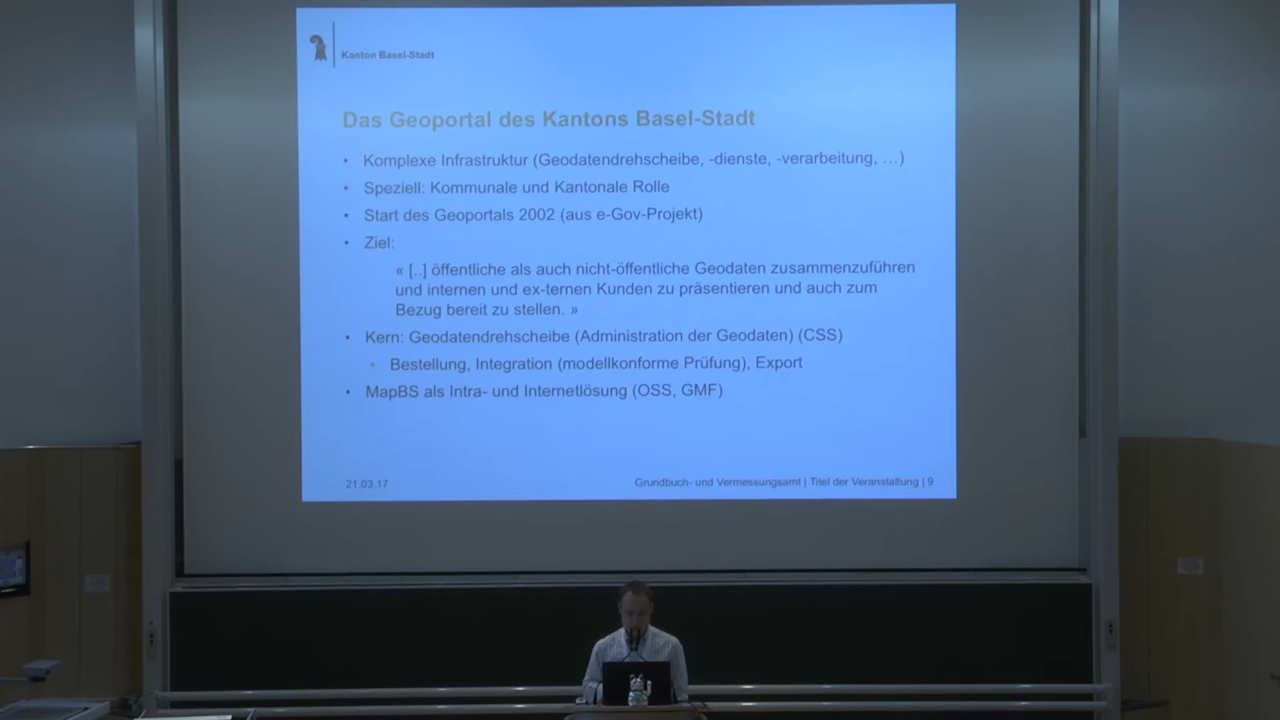 Kanton Basel-Stadt
Das Geoportal des Kantons Basel-Stadt
• Komplexe Infrastruktur (Geodatendrehscheibe, -dienste, -verarbeitung, …)
• Speziell: Kommunale und Kantonale Rolle
• Start des Geoportals 2002 (aus e-Gov-Projekt)
• Ziel:
« [..] öffentliche als auch nicht-öffentliche Geodaten zusammenzuführen
und internen und ex-ternen Kunden zu präsentieren und auch zum
Bezug bereit zu stellen. »
• Kern: Geodatendrehscheibe (Administration der Geodaten) (CSS)
• Bestellung, Integration (modellkonforme Prüfung), Export
• MapBS als Intra- und Internetlösung (OSS, GMF)
21.03.17
Grundbuch- und Vermessungsamt | Titel der Veranstaltung | 9